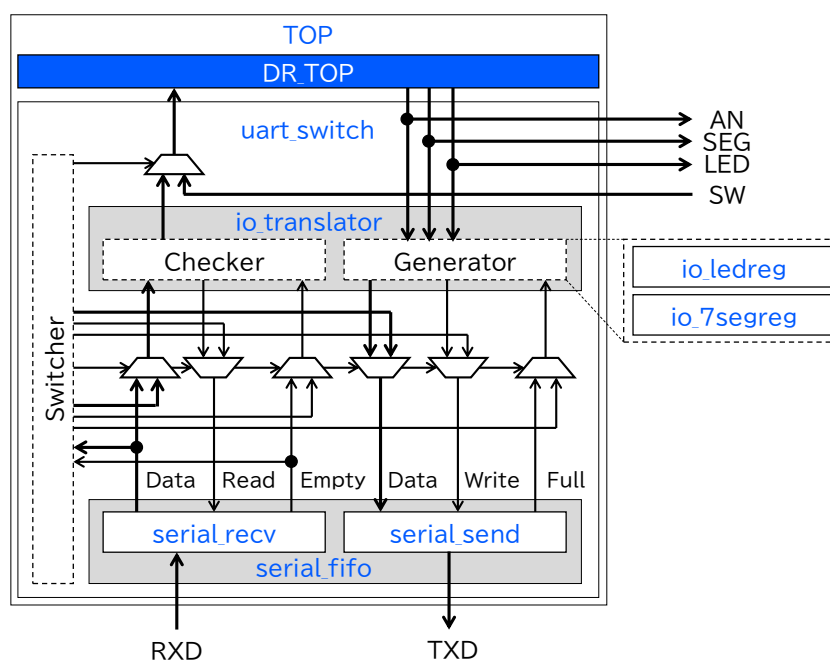 TOP
DR_TOP
uart_switch
AN
SEG
LED
SW
io_translator
Checker
Generator
io_ledreg
io_7segreg
Switcher
Data
Read
Empty
Data
Write
Full
serial_recv
serial_send
serial_fifo
RXD
TXD